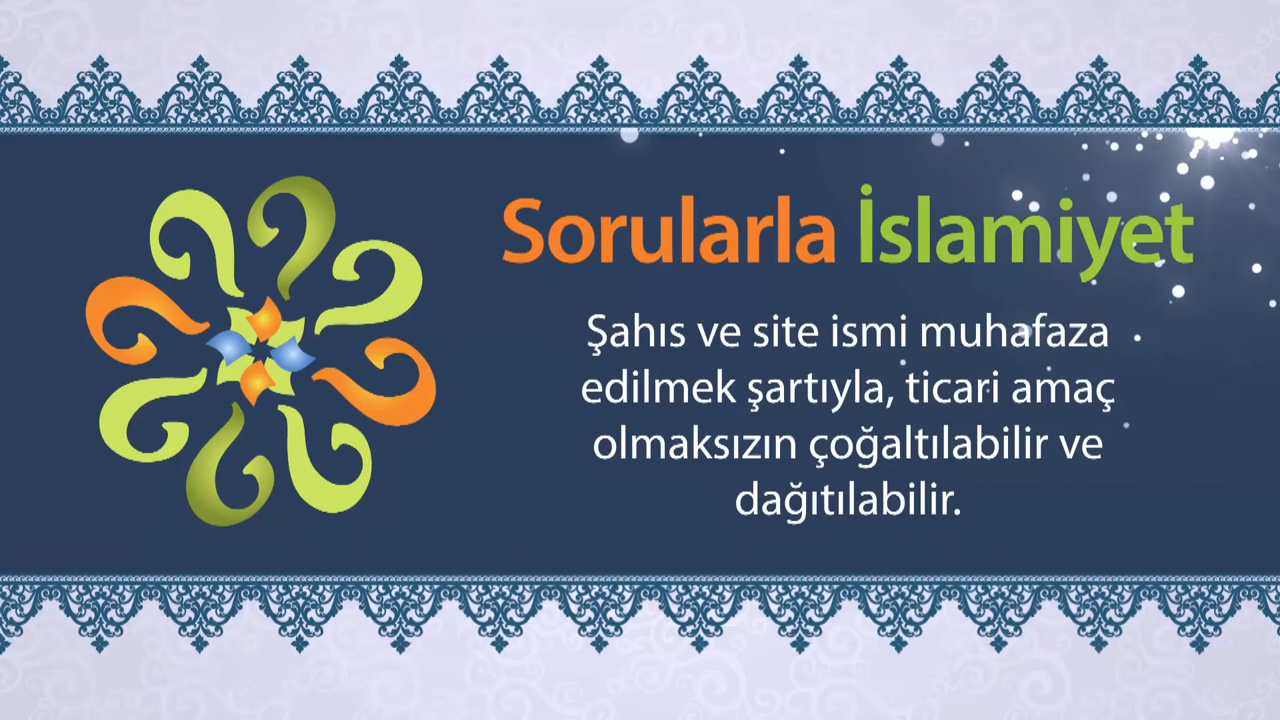 Sorularla İslamiyet
Şahıs ve site ismi muhafaza
edilmek şartıyla, ticari amaç
olmaksızın çoğaltılabilir ve
dağıtılabilir.